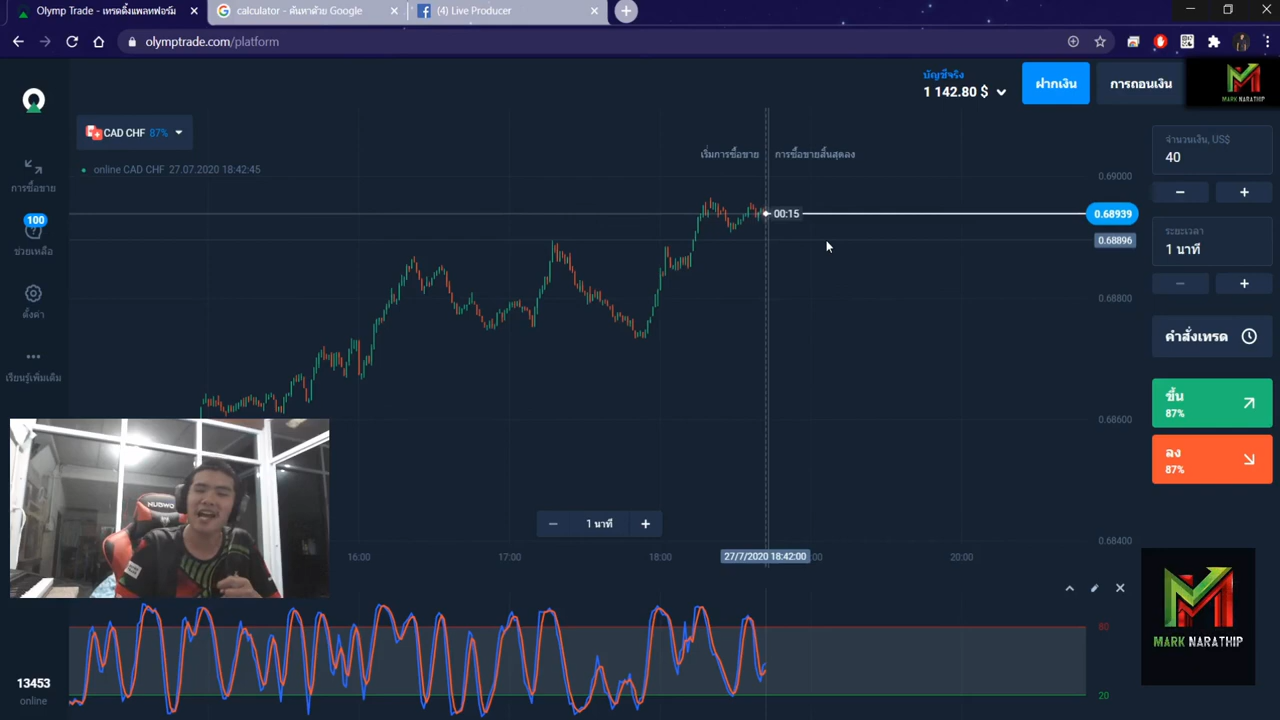 Olymp Trade - เทรดดิ้งแพลทฟอร์ม
calculator - ค้นหาด้วย Google
(4) Live Producer
olymptrade.com/platform
บัญชีจริง
1 142.80 $
ฝากเงิน
การถอนเงิน
MARK NARATHIP
CAD CHF 87%
online CAD CHF 27.07.2020 18:42:45
เริ่มการซื้อขาย
การซื้อขายสิ้นสุดลง
00:15
0.69000
0.68939
0.68896
0.68800
0.68600
0.68400
การซื้อขาย
100
ช่วยเหลือ
ตั้งค่า
เรียนรู้เพิ่มเติม
จำนวนเงิน, US$
40
ระยะเวลา
1 นาที
คำสั่งเทรด
ขึ้น
87%
ลง
87%
NUBWO
1 นาที
16:00
17:00
18:00
27/7/2020 18:42:00
20:00
80
20
MARK NARATHIP
13453
online